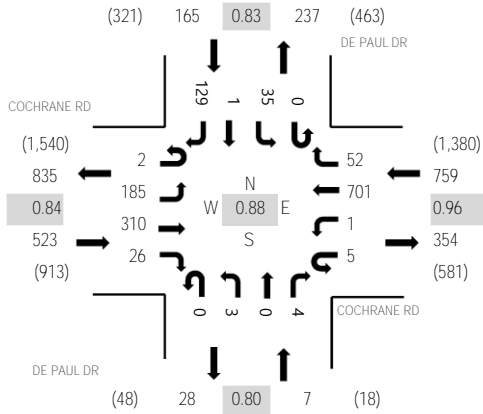 (321) 165 0.83 237 (463)
DE PAUL DR
129 1 35 0
COCHRANE RD
(1,540) (1,380)
2 52
835 759
185 N 701
0.84 W 0.88 E 0.96
310 1
523 S 354
26 5
(913) (581)
0 3 0 4
COCHRANE RD
DE PAUL DR
(48) 28 0.80 7 (18)